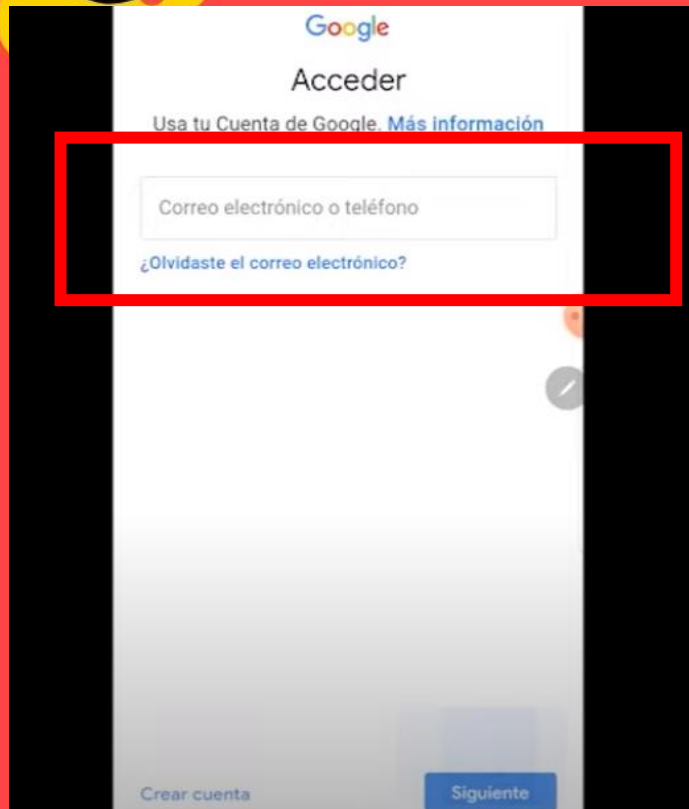 Google
Acceder
Usa tu Cuenta de Google. Más información
Correo electrónico o teléfono
¿Olvidaste el correo electrónico?
Crear cuenta
Siguiente